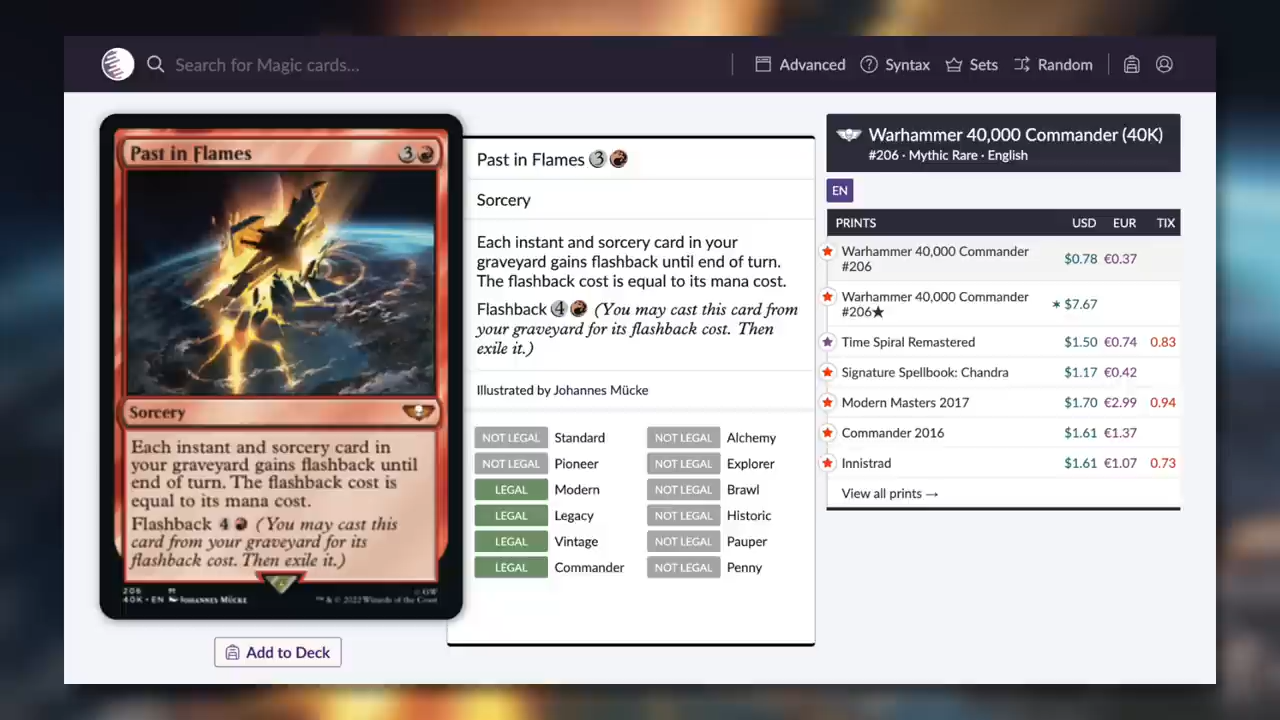 Search for Magic cards...
Advanced
Syntax
Sets
Random
Past in Flames 3
Sorcery
Each instant and sorcery card in
your graveyard gains flashback until
end of turn. The flashback cost is
equal to its mana cost.
Flashback 4 (You may cast this
card from your graveyard for its
flashback cost. Then exile it.)
206 M
40K • EN JOHANNES MÜCKE
™ & © 2022 Wizards of the Coast
© GW
Add to Deck
Past in Flames 3
Sorcery
Each instant and sorcery card in your
graveyard gains flashback until end of turn.
The flashback cost is equal to its mana cost.
Flashback 4 (You may cast this card from
your graveyard for its flashback cost. Then
exile it.)
Illustrated by Johannes Mücke
NOT LEGAL Standard NOT LEGAL Alchemy
NOT LEGAL Pioneer NOT LEGAL Explorer
LEGAL Modern NOT LEGAL Brawl
LEGAL Legacy NOT LEGAL Historic
LEGAL Vintage NOT LEGAL Pauper
LEGAL Commander NOT LEGAL Penny
Warhammer 40,000 Commander (40K)
#206 · Mythic Rare · English
EN
PRINTS USD EUR TIX
Warhammer 40,000 Commander
#206 $0.78 €0.37
Warhammer 40,000 Commander
#206★ ✶ $7.67
Time Spiral Remastered $1.50 €0.74 0.83
Signature Spellbook: Chandra $1.17 €0.42
Modern Masters 2017 $1.70 €2.99 0.94
Commander 2016 $1.61 €1.37
Innistrad $1.61 €1.07 0.73
View all prints →